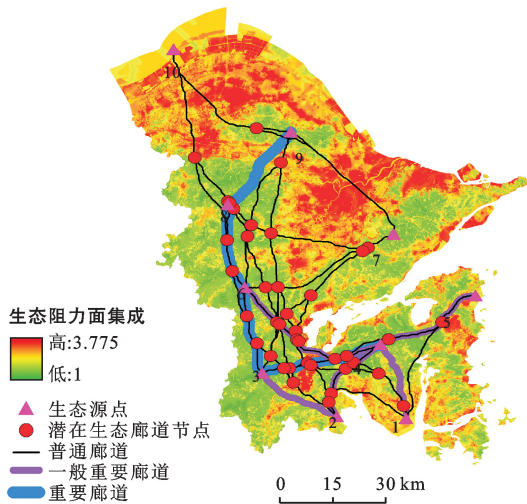 10
9
7
5
4
3
2
1
生态阻力面集成
高:3.775
低:1
生态源点
潜在生态廊道节点
普通廊道
一般重要廊道
重要廊道
0 15 30 km